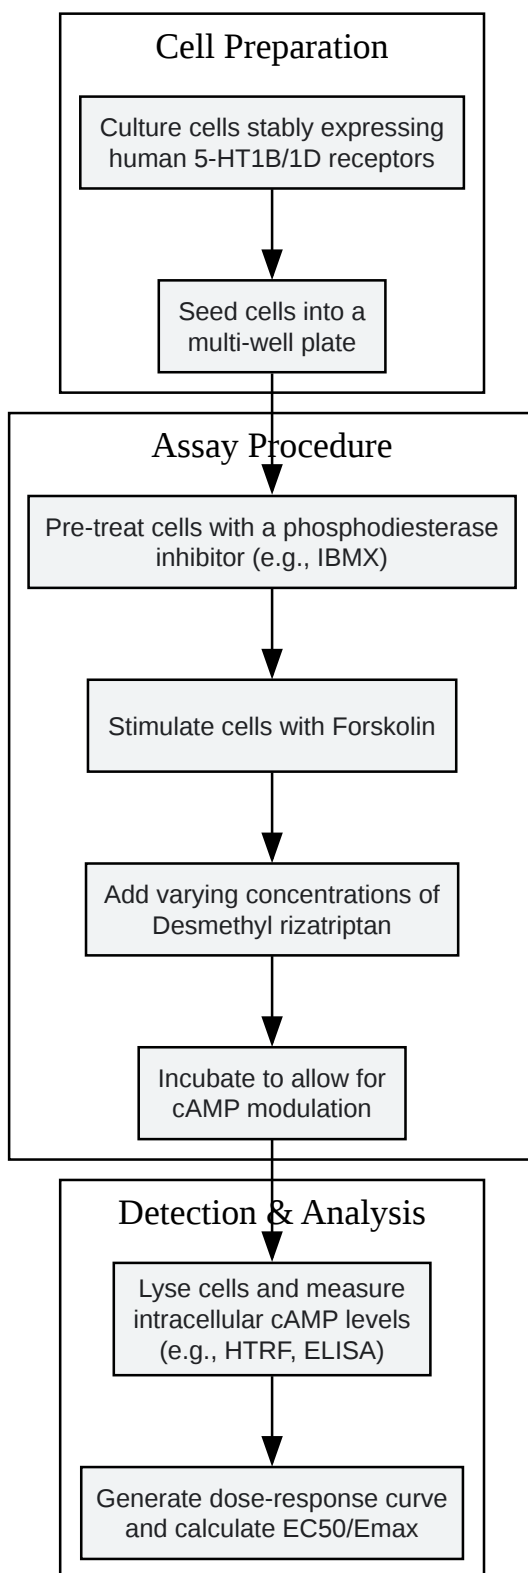 Cell Preparation
Culture cells stably expressing
human 5-HT1B/1D receptors
Seed cells into a
multi-well plate
Assay Procedure
Pre-treat cells with a phosphodiesterase
inhibitor (e.g., IBMX)
Stimulate cells with Forskolin
Add varying concentrations of
Desmethyl rizatriptan
Incubate to allow for
cAMP modulation
Detection & Analysis
Lyse cells and measure
intracellular cAMP levels
(e.g., HTRF, ELISA)
Generate dose-response curve
and calculate EC50/Emax